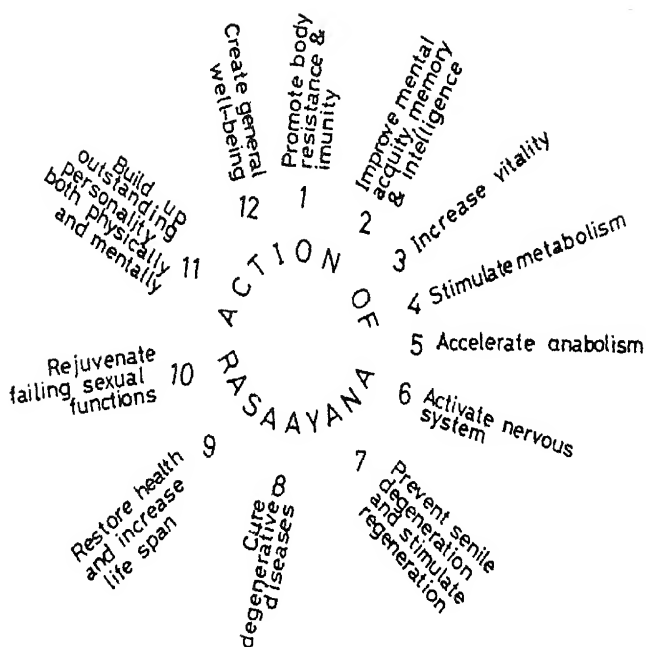 ACTION OF
RASAAYANA
1
Promote body
resistance &
imunity
2
Improve mental
acquity memory
& intelligence
3 Increase vitality
4 Stimulate metabolism
5 Accelerate anabolism
6 Activate nervous
system
7
Prevent senile
degeneration
and stimulate
regeneration
8
Cure
degenerative
diseases
9
Restore health
and increase
life span
10
Rejuvenate
failing sexual
functions
11
Build up
outstanding
personality
both physically
and mentally
12
Create general
well-being